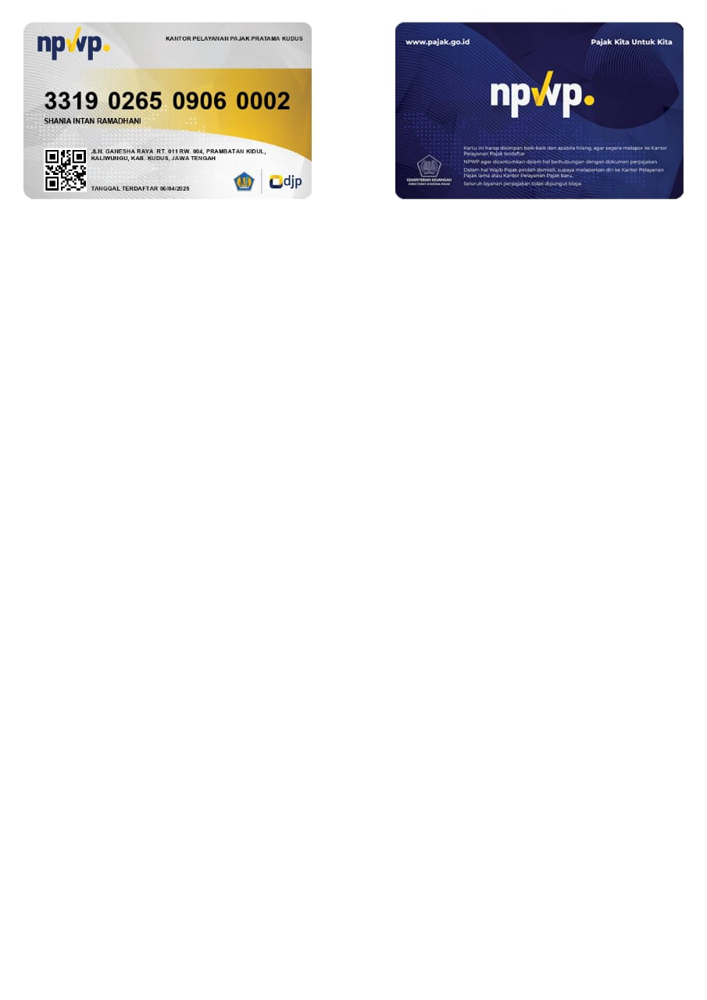 npwp.
KANTOR PELAYANAN PAJAK PRATAMA KUDUS
3319 0265 0906 0002
SHANIA INTAN RAMADHANI
JLN. GANESHA RAYA RT. 011 RW. 004, PRAMBATAN KIDUL,
KALIWUNGU, KAB. KUDUS, JAWA TENGAH
TANGGAL TERDAFTAR 06/04/2025
djp
www.pajak.go.id
Pajak Kita Untuk Kita
npwp.
Kartu ini harap disimpan baik-baik dan apabila hilang, agar segera melapor ke Kantor
Pelayanan Pajak terdaftar
NPWP agar dicantumkan dalam hal berhubungan dengan dokumen perpajakan
Dalam hal Wajib Pajak pindah domisili, supaya melaporkan diri ke Kantor Pelayanan
Pajak lama atau Kantor Pelayanan Pajak baru.
Seluruh layanan perpajakan tidak dipungut biaya
KEMENTERIAN KEUANGAN
DIREKTORAT JENDERAL PAJAK